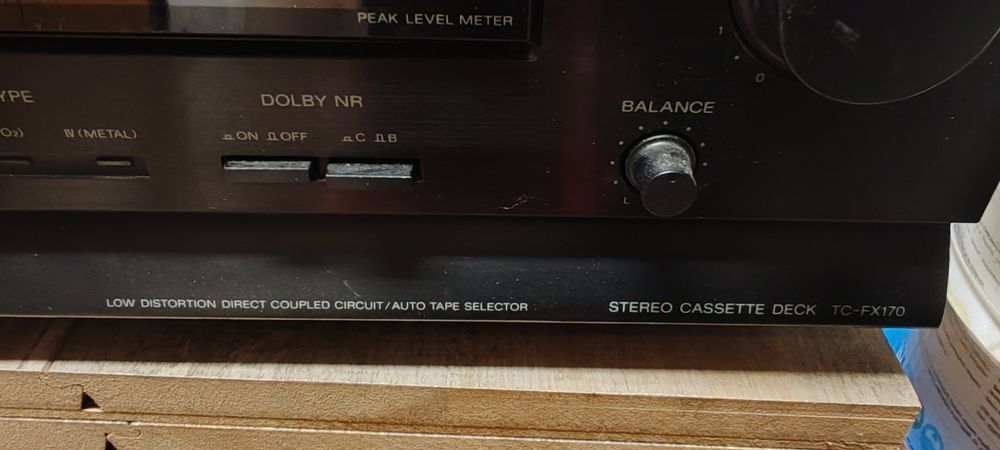 PEAK LEVEL METER
1
0
YPE
DOLBY NR
BALANCE
O₂)
Ⅳ (METAL)
ON OFF
C B
L
LOW DISTORTION DIRECT COUPLED CIRCUIT/AUTO TAPE SELECTOR
STEREO CASSETTE DECK TC-FX170